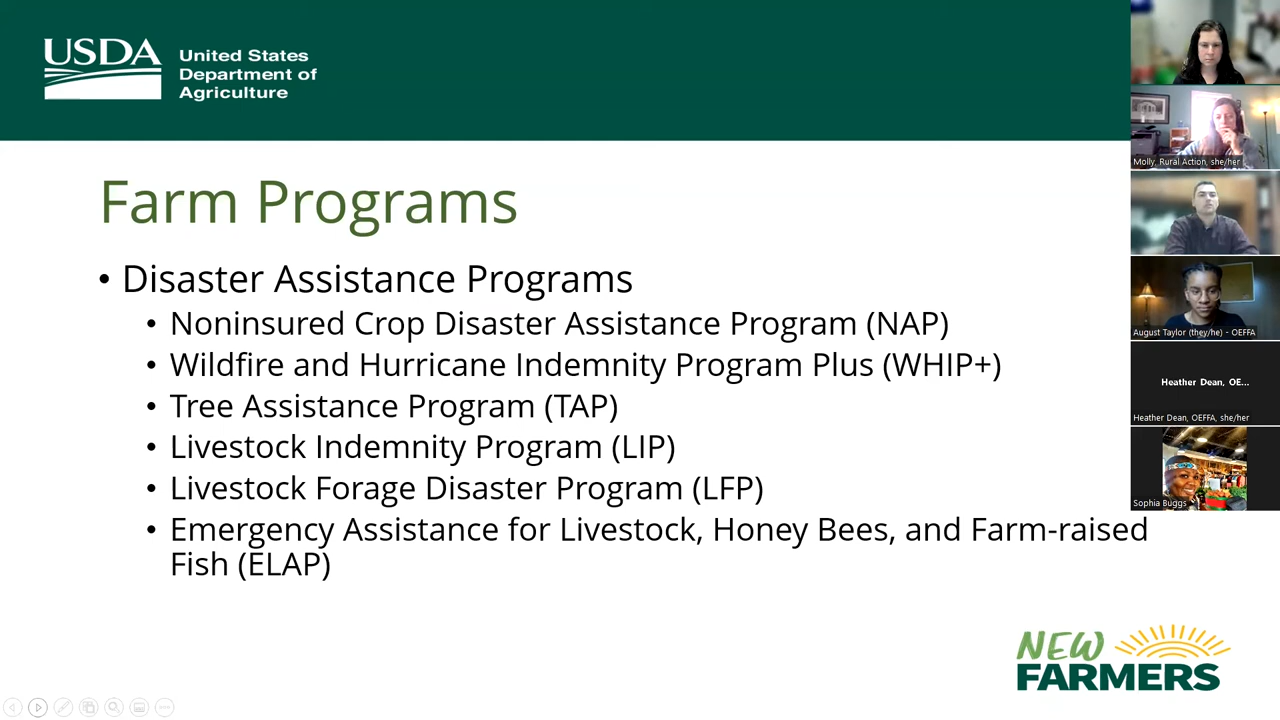 USDA
United States
Department of
Agriculture
Farm Programs
• Disaster Assistance Programs
• Noninsured Crop Disaster Assistance Program (NAP)
• Wildfire and Hurricane Indemnity Program Plus (WHIP+)
• Tree Assistance Program (TAP)
• Livestock Indemnity Program (LIP)
• Livestock Forage Disaster Program (LFP)
• Emergency Assistance for Livestock, Honey Bees, and Farm-raised
Fish (ELAP)
Molly, Rural Action, she/her
August Taylor (they/he) - OEFFA
Heather Dean, OE...
Heather Dean, OEFFA, she/her
Sophia Buggs
NEW
FARMERS